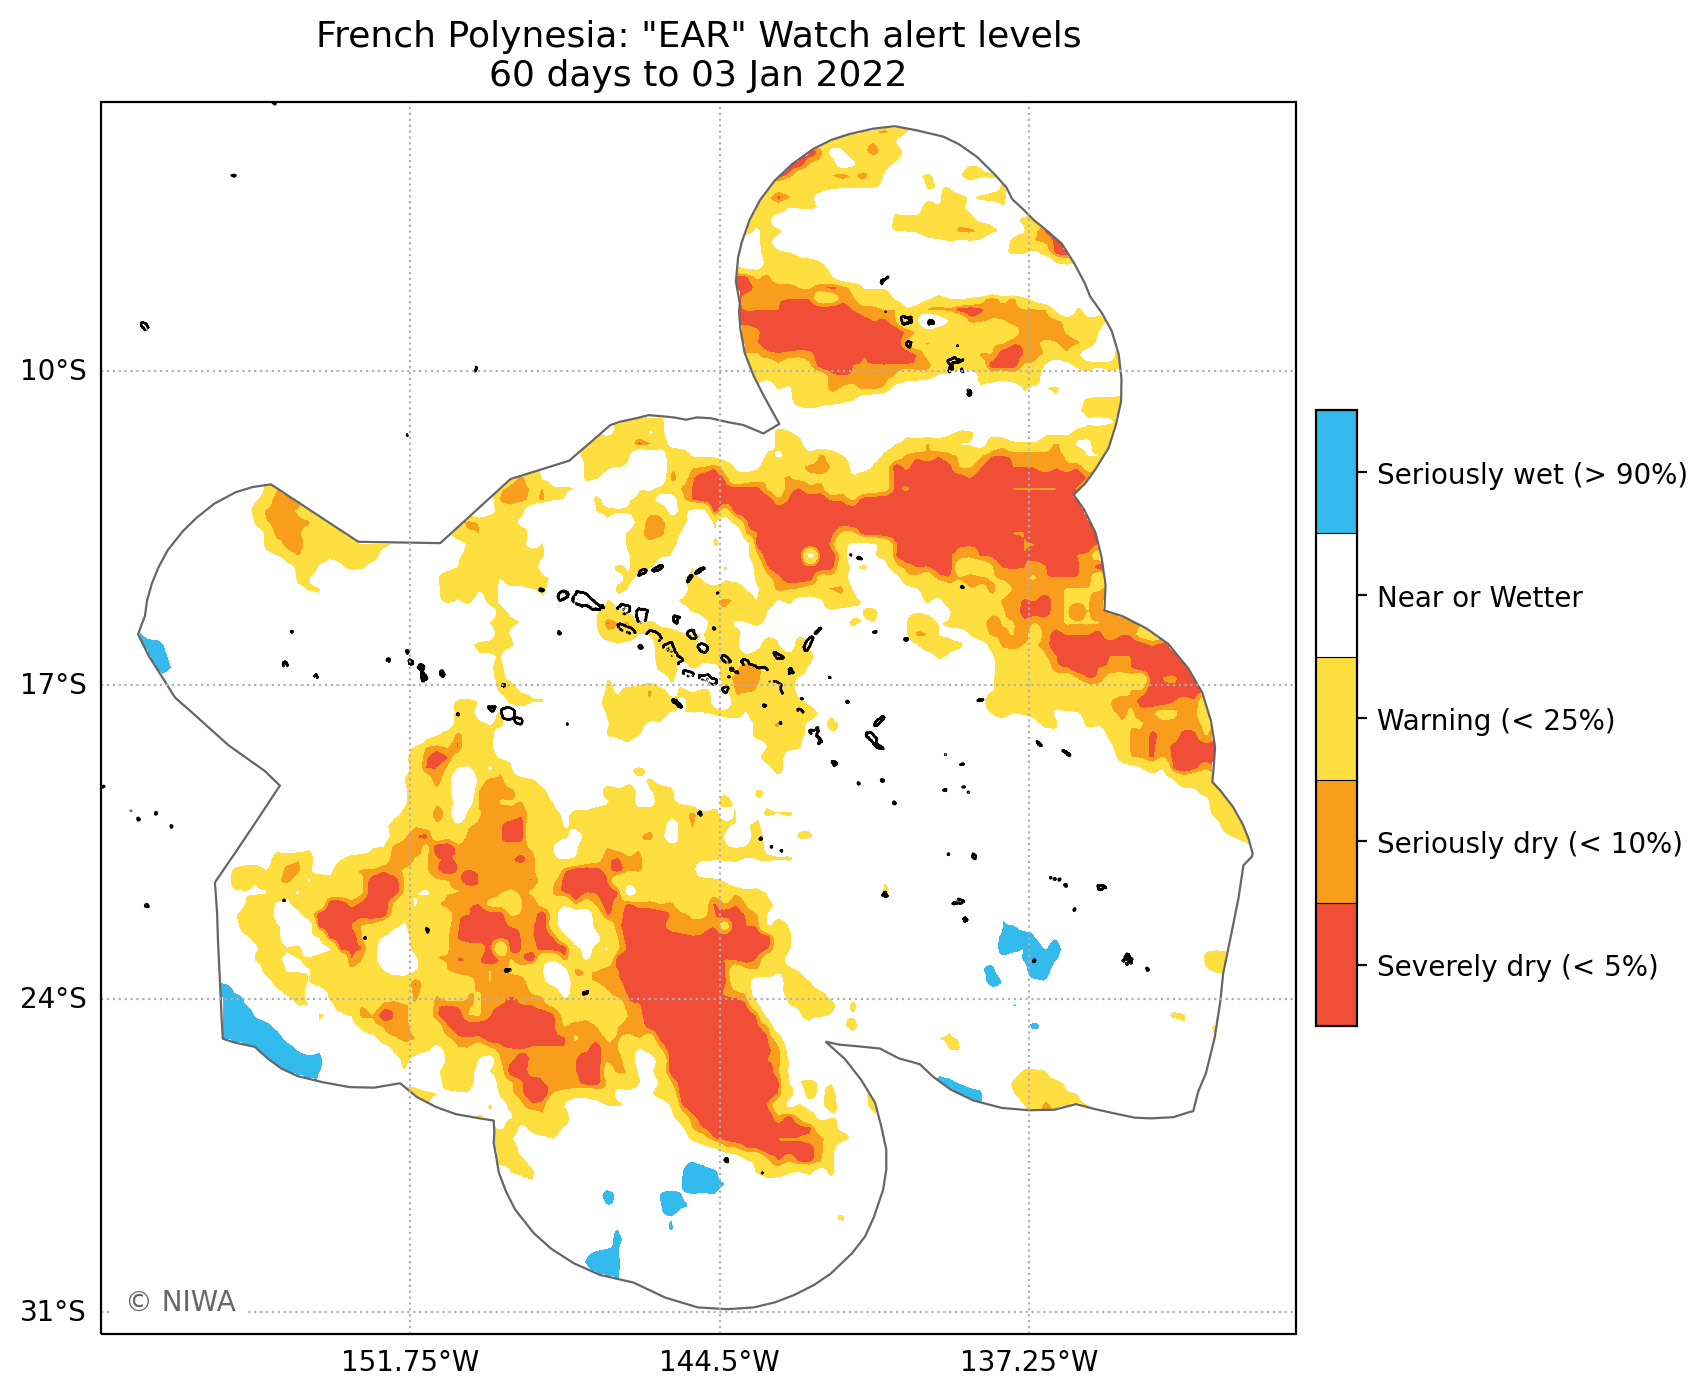 French Polynesia: "EAR" Watch alert levels
60 days to 03 Jan 2022
10°S
17°S
24°S
31°S
151.75°W
144.5°W
137.25°W
© NIWA
Seriously wet (> 90%)
Near or Wetter
Warning (< 25%)
Seriously dry (< 10%)
Severely dry (< 5%)